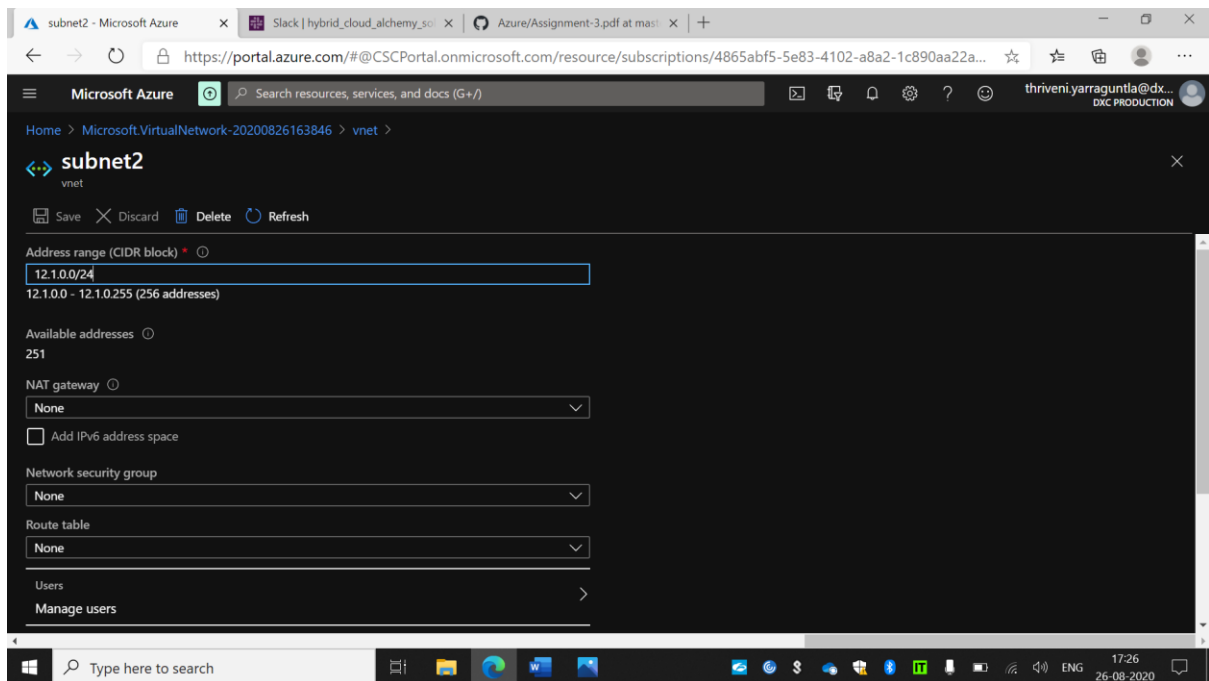 subnet2 - Microsoft Azure
Slack | hybrid_cloud_alchemy_so
Azure/Assignment-3.pdf at mast
https://portal.azure.com/#@CSCPortal.onmicrosoft.com/resource/subscriptions/4865abf5-5e83-4102-a8a2-1c890aa22a...
Microsoft Azure
Search resources, services, and docs (G+/)
thriveni.yarraguntla@dx...
DXC PRODUCTION
Home > Microsoft.VirtualNetwork-20200826163846 > vnet >
subnet2
vnet
Save Discard Delete Refresh
Address range (CIDR block) *
12.1.0.0/24
12.1.0.0 - 12.1.0.255 (256 addresses)
Available addresses
251
NAT gateway
None
Add IPv6 address space
Network security group
None
Route table
None
Users
Manage users
Type here to search
ENG
17:26
26-08-2020